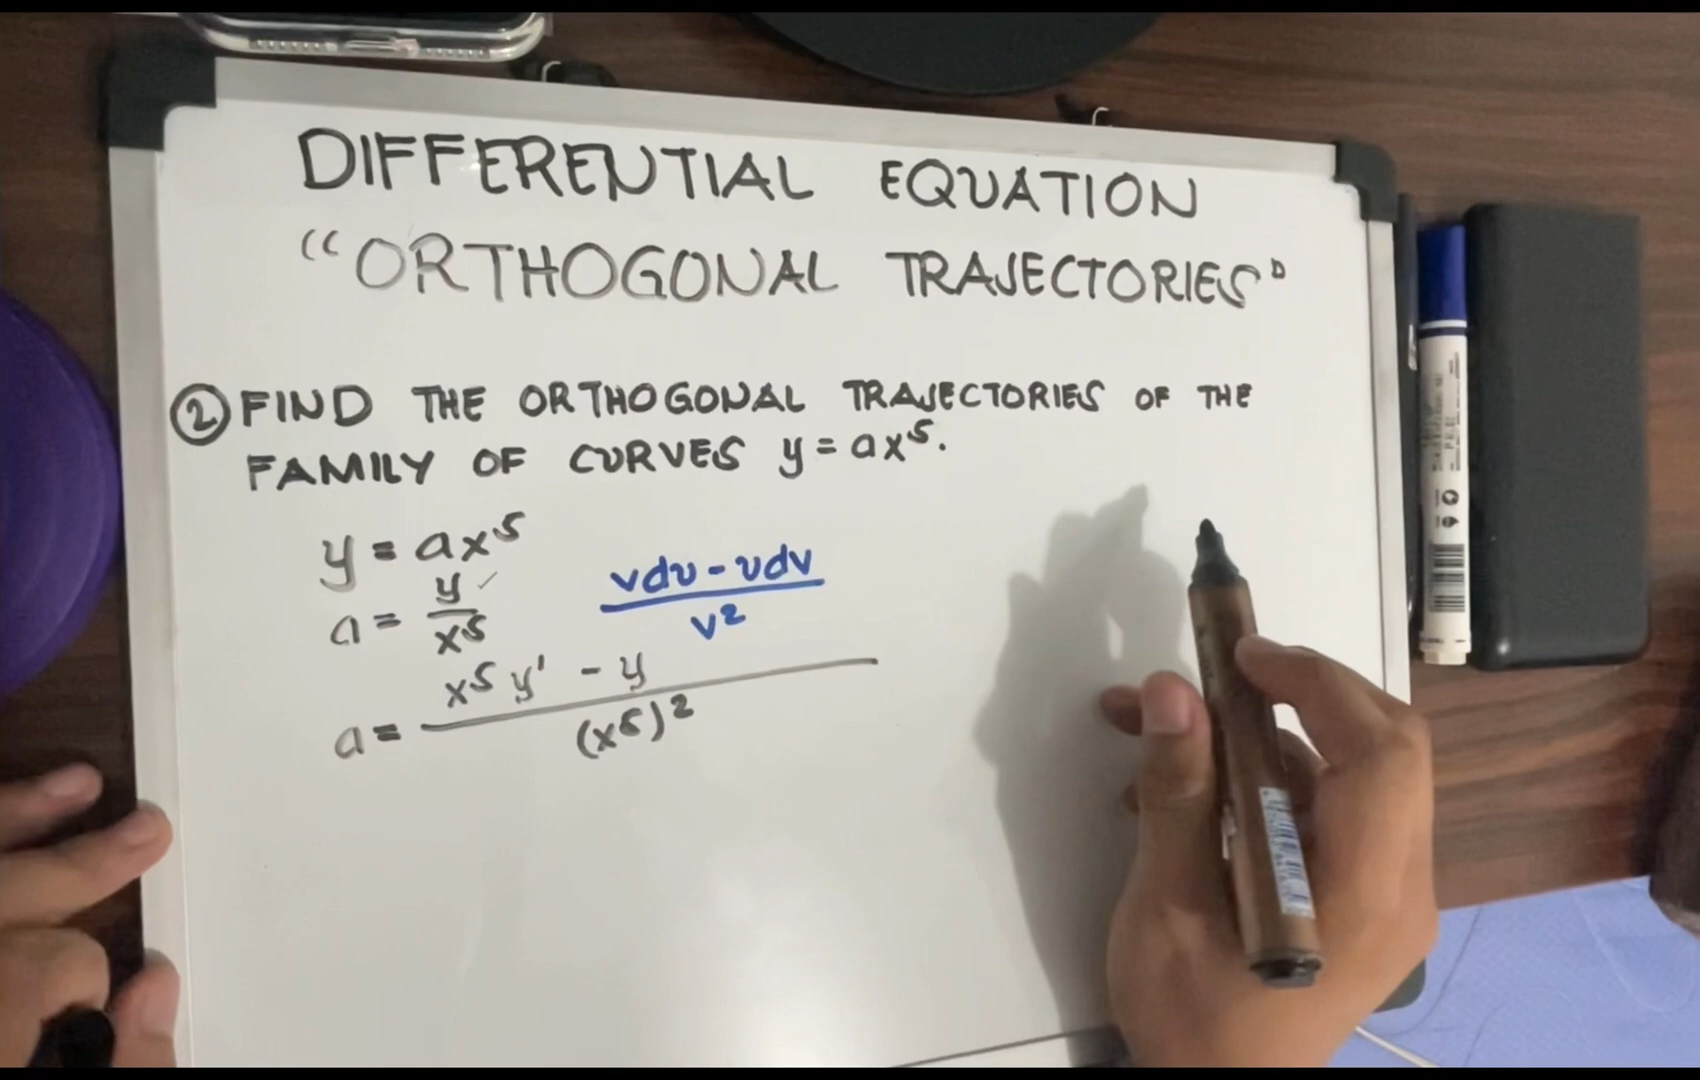 DIFFERENTIAL EQUATION
"ORTHOGONAL TRAJECTORIES"
② FIND THE ORTHOGONAL TRAJECTORIES OF THE
FAMILY OF CURVES y = ax⁵.
y = ax⁵
a = y/x⁵ ✓
vdu - udv / v²
a = x⁵y' - y / (x⁵)²